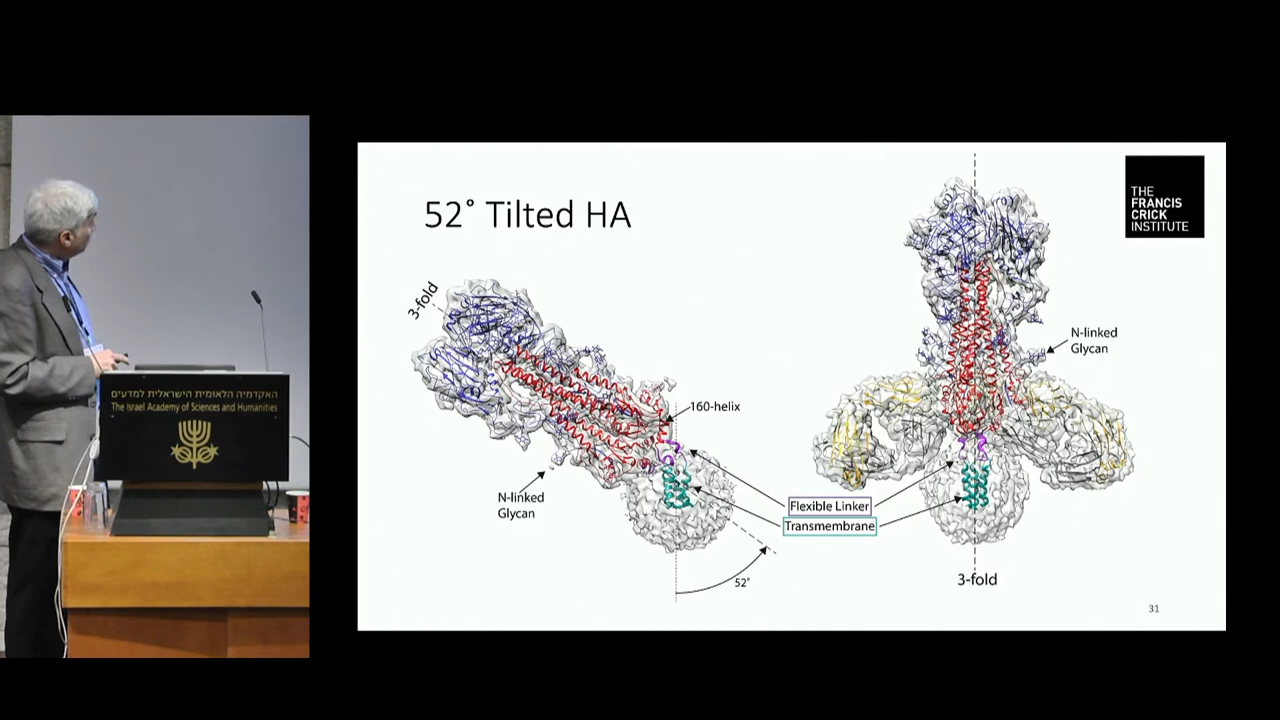 האקדמיה הלאומית הישראלית למדעים
The Israel Academy of Sciences and Humanities
52˚ Tilted HA
THE
FRANCIS
CRICK
INSTITUTE
3-fold
160-helix
N-linked
Glycan
N-linked
Glycan
Flexible Linker
Transmembrane
52˚
3-fold
31